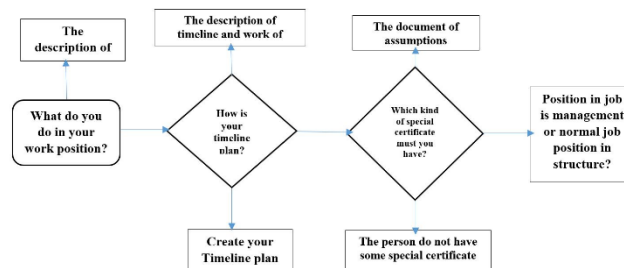 The
description of
The description of
timeline and work of
The document of
assumptions
What do you
do in your
work position?
How is
your
timeline
plan?
Which kind
of special
certificate
must you
have?
Position in job
is management
or normal job
position in
structure?
Create your
Timeline plan
The person do not have
some special certificate